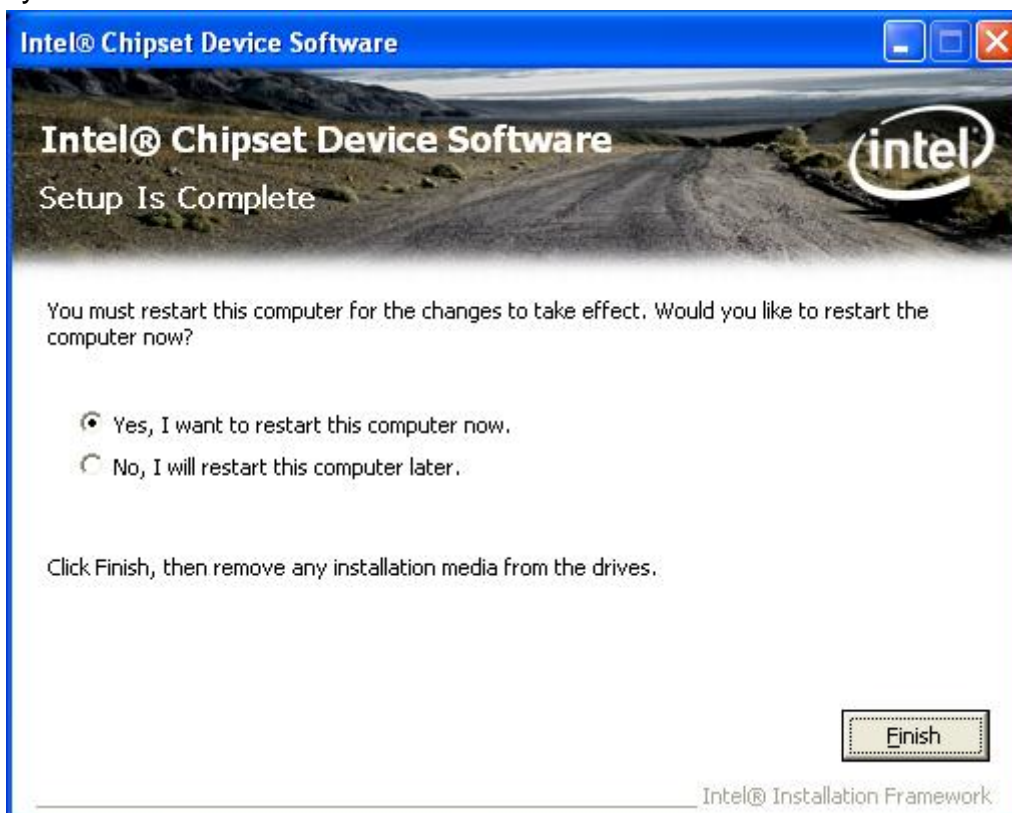 Intel® Chipset Device Software
Intel® Chipset Device Software
intel
Setup Is Complete
You must restart this computer for the changes to take effect. Would you like to restart the
computer now?
Yes, I want to restart this computer now.
No, I will restart this computer later.
Click Finish, then remove any installation media from the drives.
Finish
Intel® Installation Framework